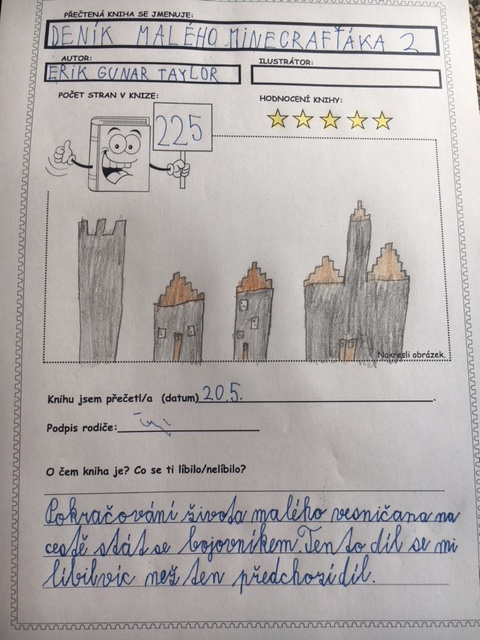 PŘEČTENÁ KNIHA SE JMENUJE:
DENÍK MALÉHO MINECRAFŤÁKA 2
AUTOR:
ILUSTRÁTOR:
ERIK GUNAR TAYLOR
POČET STRAN V KNIZE:
HODNOCENÍ KNIHY:
225
Nakresli obrázek.
Knihu jsem přečetl/a (datum) 20.5.
Podpis rodiče:
O čem kniha je? Co se ti líbilo/nelíbilo?
Pokračování života malého vesničana na
cestě stát se bojovníkem. Ten to díl se mi
líbil víc než ten předchozí díl.